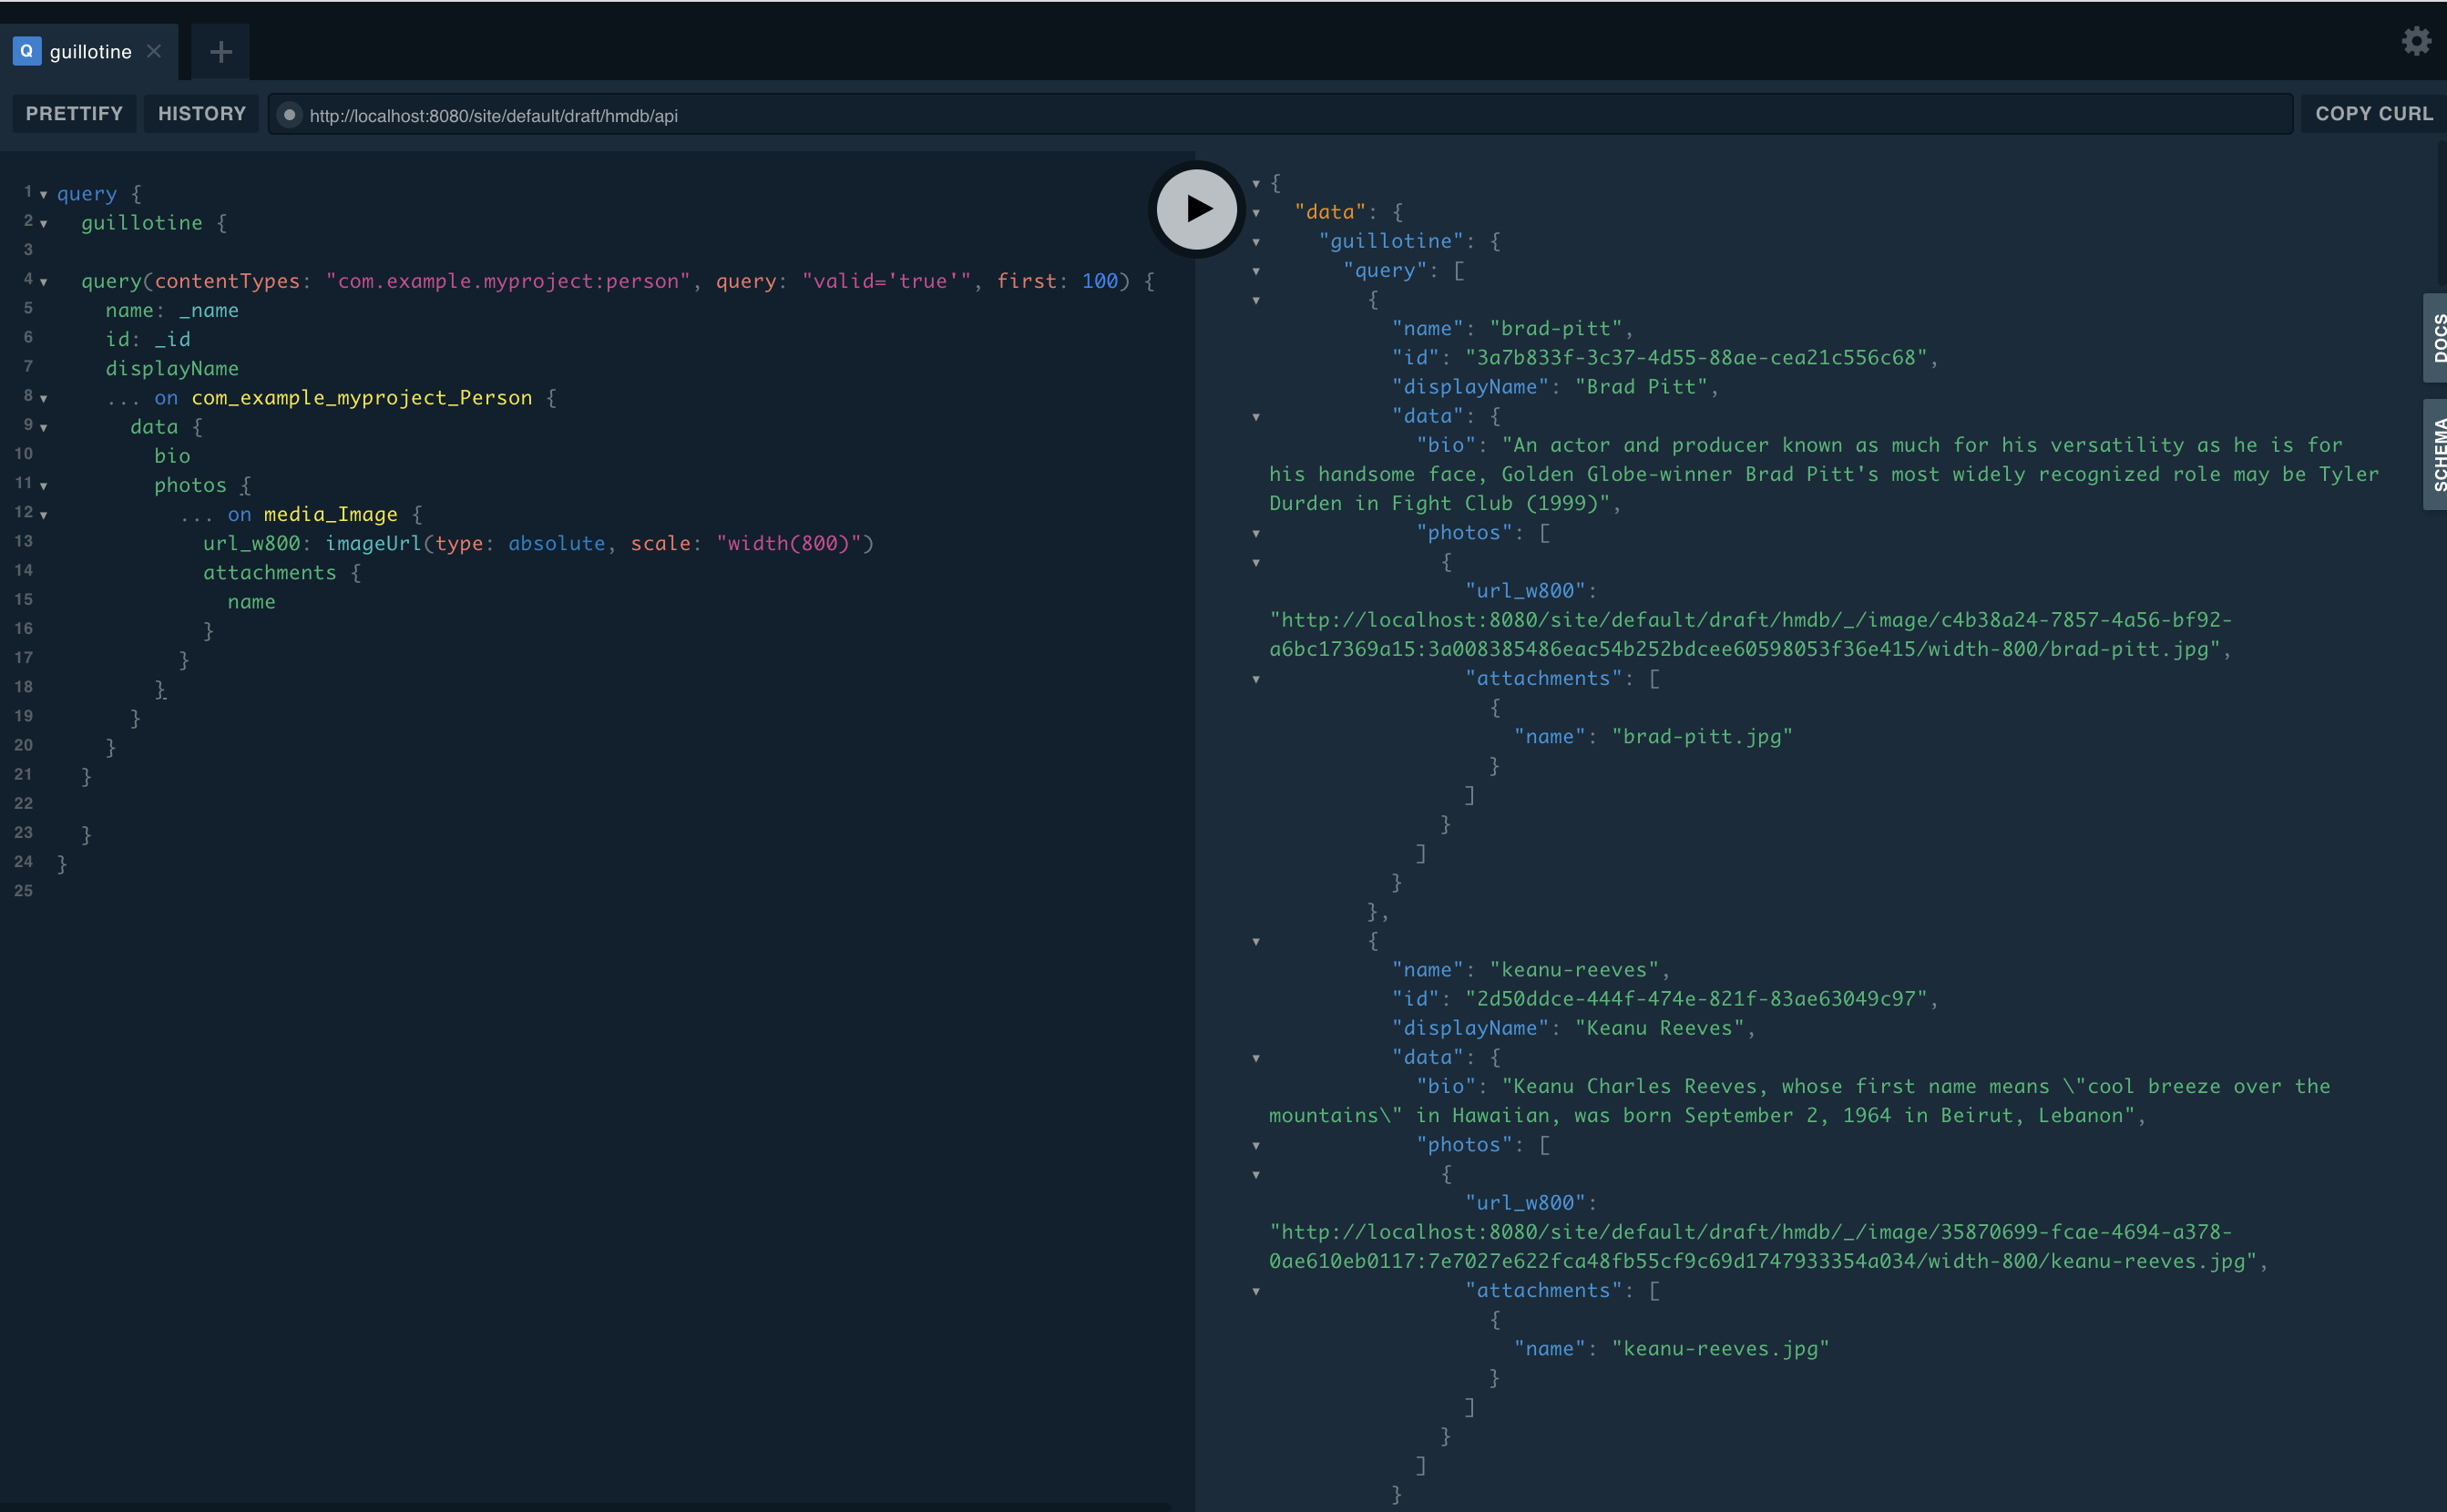 Q guillotine
PRETTIFY HISTORY http://localhost:8080/site/default/draft/hmdb/api COPY CURL
1 query {
2 guillotine {
3
4 query(contentTypes: "com.example.myproject:person", query: "valid='true'", first: 100) {
5 name: _name
6 id: _id
7 displayName
8 ... on com_example_myproject_Person {
9 data {
10 bio
11 photos {
12 ... on media_Image {
13 url_w800: imageUrl(type: absolute, scale: "width(800)")
14 attachments {
15 name
16 }
17 }
18 }
19 }
20 }
21 }
22
23 }
24 }
25
{
"data": {
"guillotine": {
"query": [
{
"name": "brad-pitt",
"id": "3a7b833f-3c37-4d55-88ae-cea21c556c68",
"displayName": "Brad Pitt",
"data": {
"bio": "An actor and producer known as much for his versatility as he is for
his handsome face, Golden Globe-winner Brad Pitt's most widely recognized role may be Tyler
Durden in Fight Club (1999)",
"photos": [
{
"url_w800":
"http://localhost:8080/site/default/draft/hmdb/_/image/c4b38a24-7857-4a56-bf92-
a6bc17369a15:3a008385486eac54b252bdcee60598053f36e415/width-800/brad-pitt.jpg",
"attachments": [
{
"name": "brad-pitt.jpg"
}
]
}
]
}
},
{
"name": "keanu-reeves",
"id": "2d50ddce-444f-474e-821f-83ae63049c97",
"displayName": "Keanu Reeves",
"data": {
"bio": "Keanu Charles Reeves, whose first name means \"cool breeze over the
mountains\" in Hawaiian, was born September 2, 1964 in Beirut, Lebanon",
"photos": [
{
"url_w800":
"http://localhost:8080/site/default/draft/hmdb/_/image/35870699-fcae-4694-a378-
0ae610eb0117:7e7027e622fca48fb55cf9c69d1747933354a034/width-800/keanu-reeves.jpg",
"attachments": [
{
"name": "keanu-reeves.jpg"
}
]
}
]
}
DOCS
SCHEMA